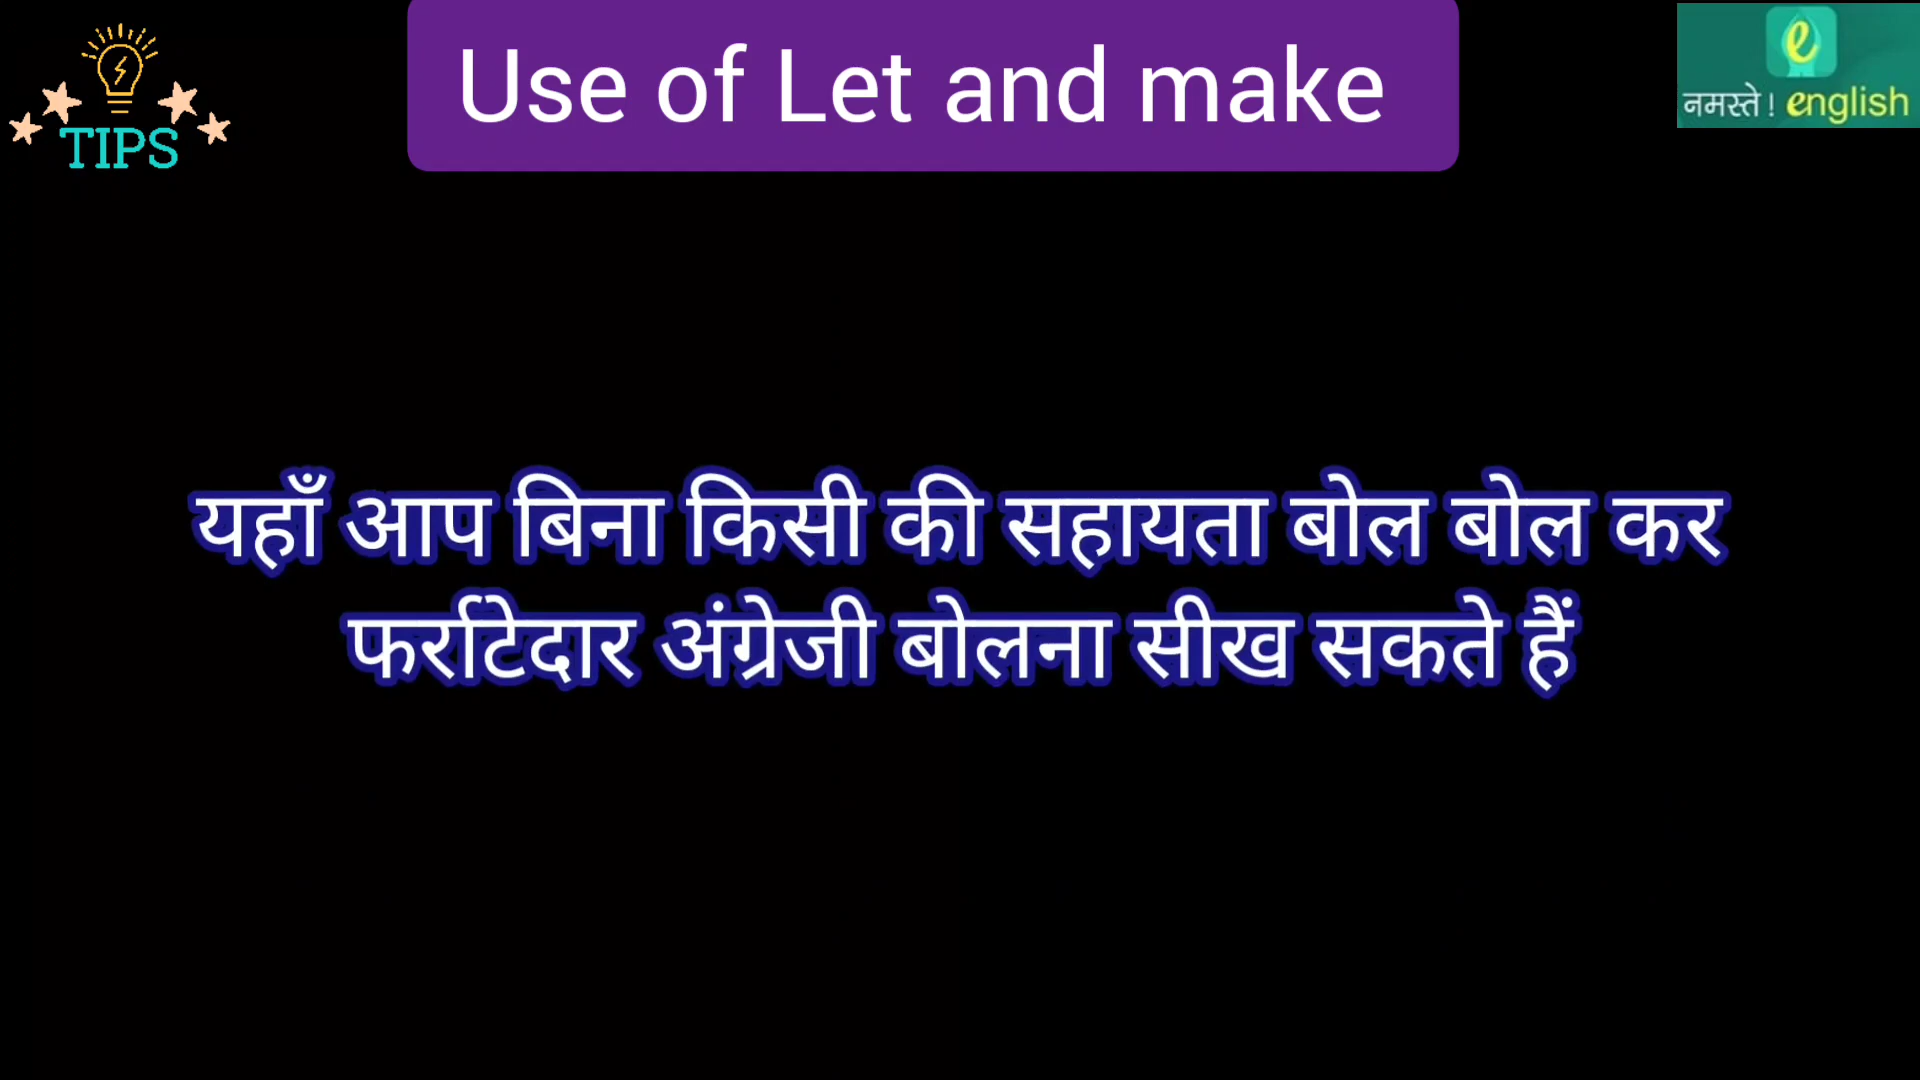 Use of Let and make
TIPS
e
नमस्ते ! english
यहाँ आप बिना किसी की सहायता बोल बोल कर
फर्राटेदार अंग्रेजी बोलना सीख सकते हैं